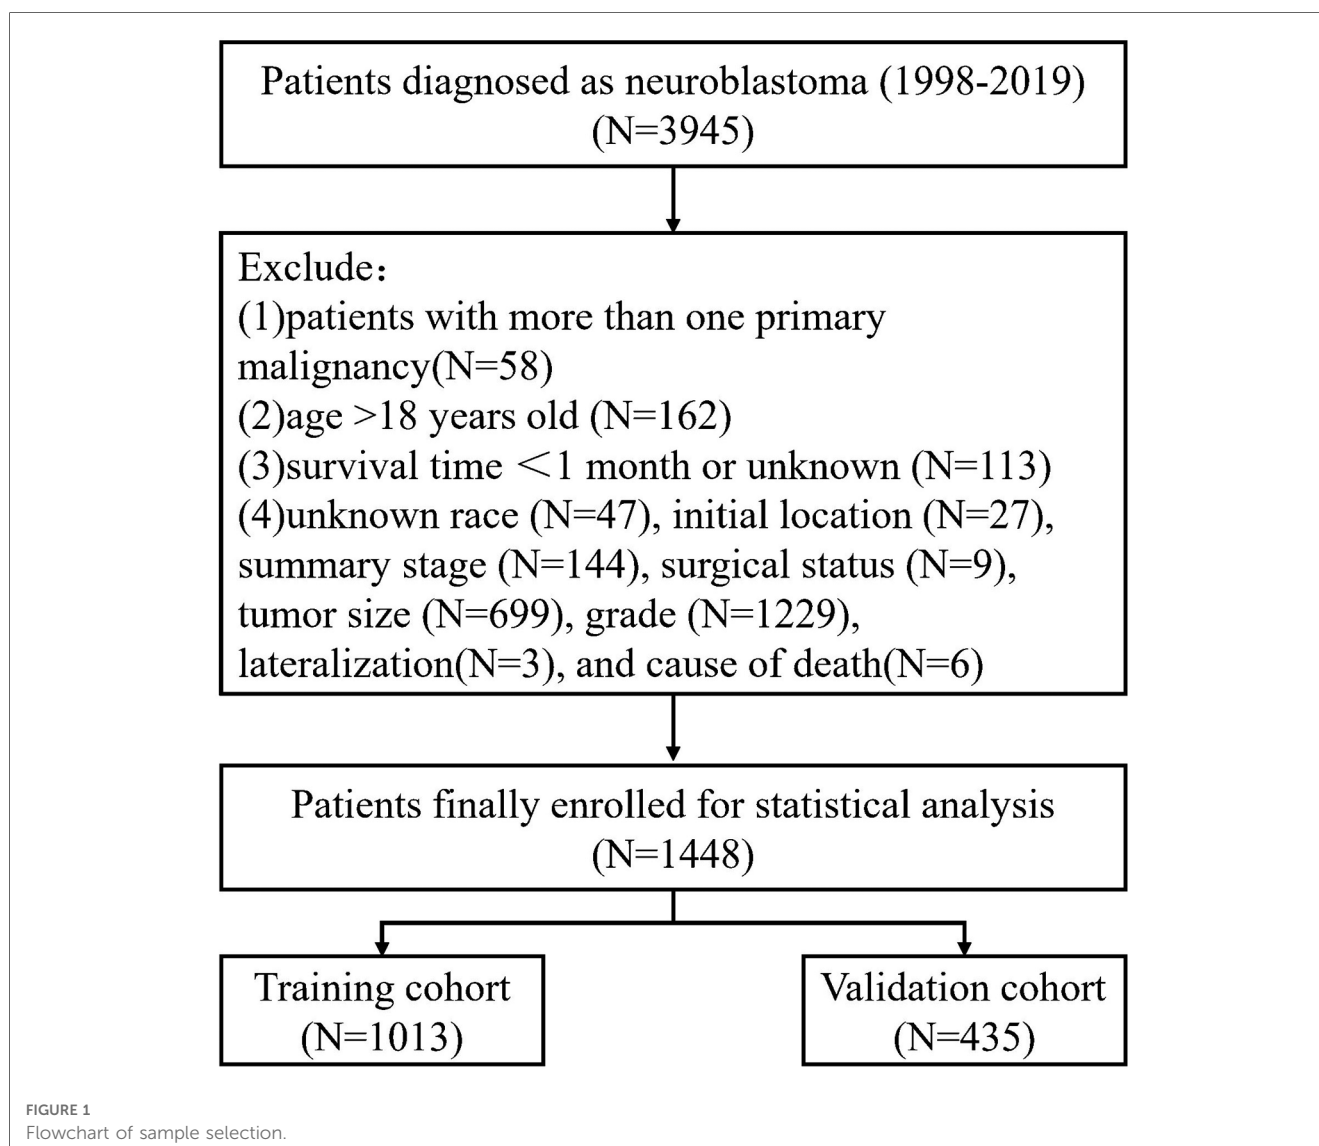 Patients diagnosed as neuroblastoma (1998-2019)
(N=3945)
Exclude：
(1)patients with more than one primary
malignancy(N=58)
(2)age >18 years old (N=162)
(3)survival time ＜1 month or unknown (N=113)
(4)unknown race (N=47), initial location (N=27),
summary stage (N=144), surgical status (N=9),
tumor size (N=699), grade (N=1229),
lateralization(N=3), and cause of death(N=6)
Patients finally enrolled for statistical analysis
(N=1448)
Training cohort
(N=1013)
Validation cohort
(N=435)
FIGURE 1
Flowchart of sample selection.